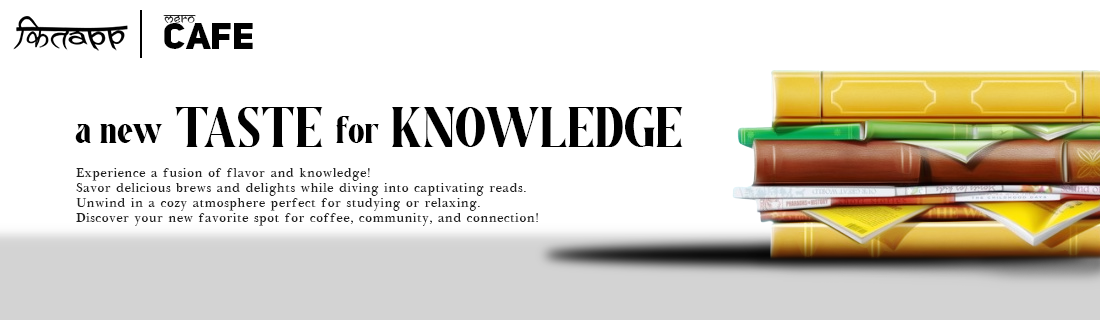 कितapp
mero
CAFE
a new TASTE for KNOWLEDGE
Experience a fusion of flavor and knowledge!
Savor delicious brews and delights while diving into captivating reads.
Unwind in a cozy atmosphere perfect for studying or relaxing.
Discover your new favorite spot for coffee, community, and connection!